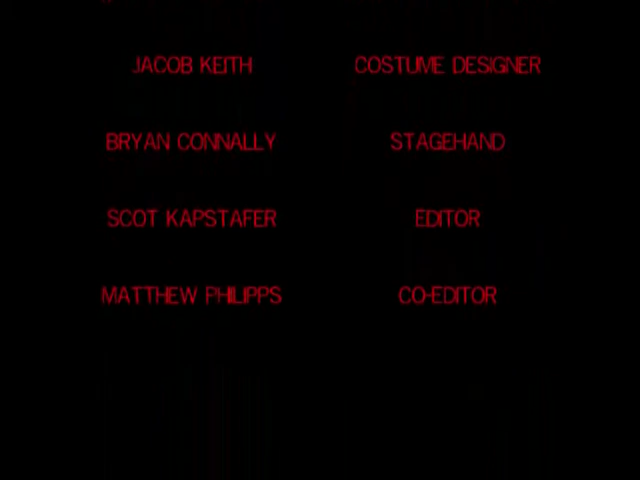 JACOB KEITH COSTUME DESIGNER
BRYAN CONNALLY STAGEHAND
SCOT KAPSTAFER EDITOR
MATTHEW PHILIPPS CO-EDITOR